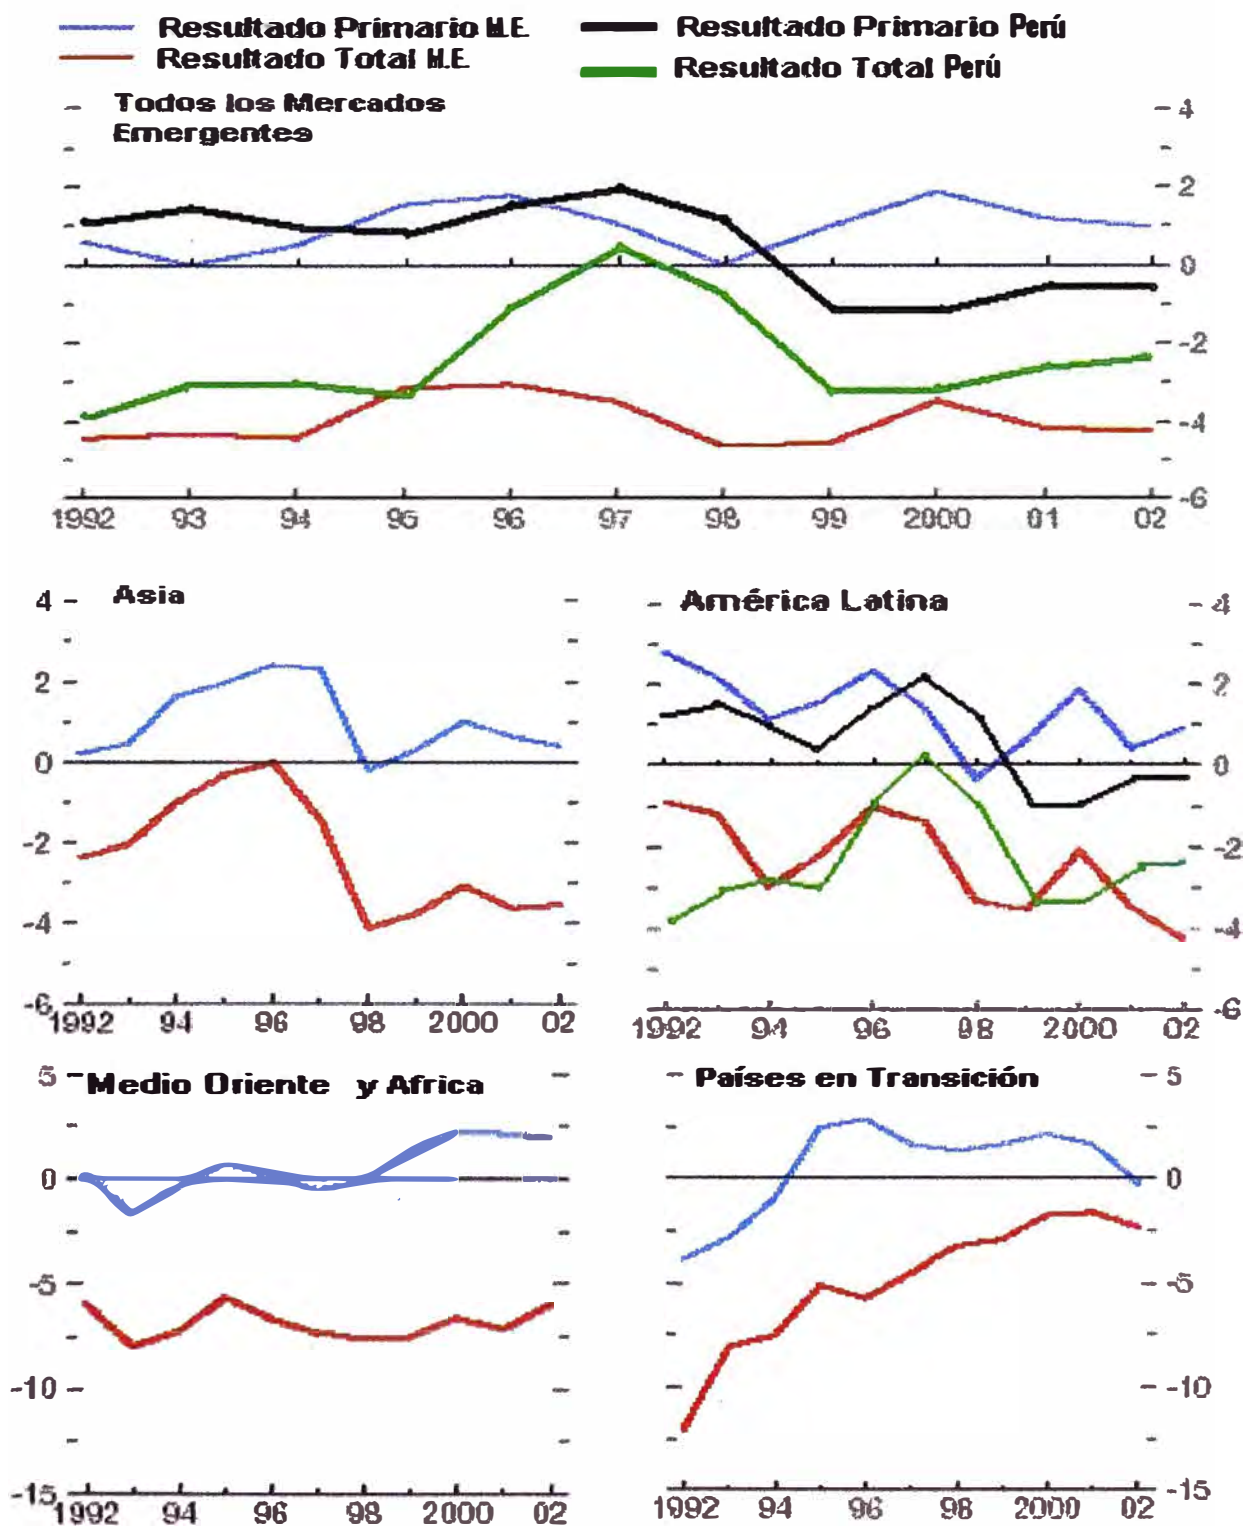 Resultado Primario M.E.
Resultado Primario Perú
Resultado Total M.E.
Resultado Total Perú
Todos los Mercados
Emergentes
4
2
0
-2
-4
-6
1992 93 94 95 96 97 98 99 2000 01 02
Asia
4
2
0
-2
-4
-6
1992 94 96 98 2000 02
América Latina
4
2
0
-2
-4
-6
1992 94 96 98 2000 02
Medio Oriente y Africa
5
0
-5
-10
-15
1992 94 96 98 2000 02
Países en Transición
5
0
-5
-10
-15
1992 94 96 98 2000 02